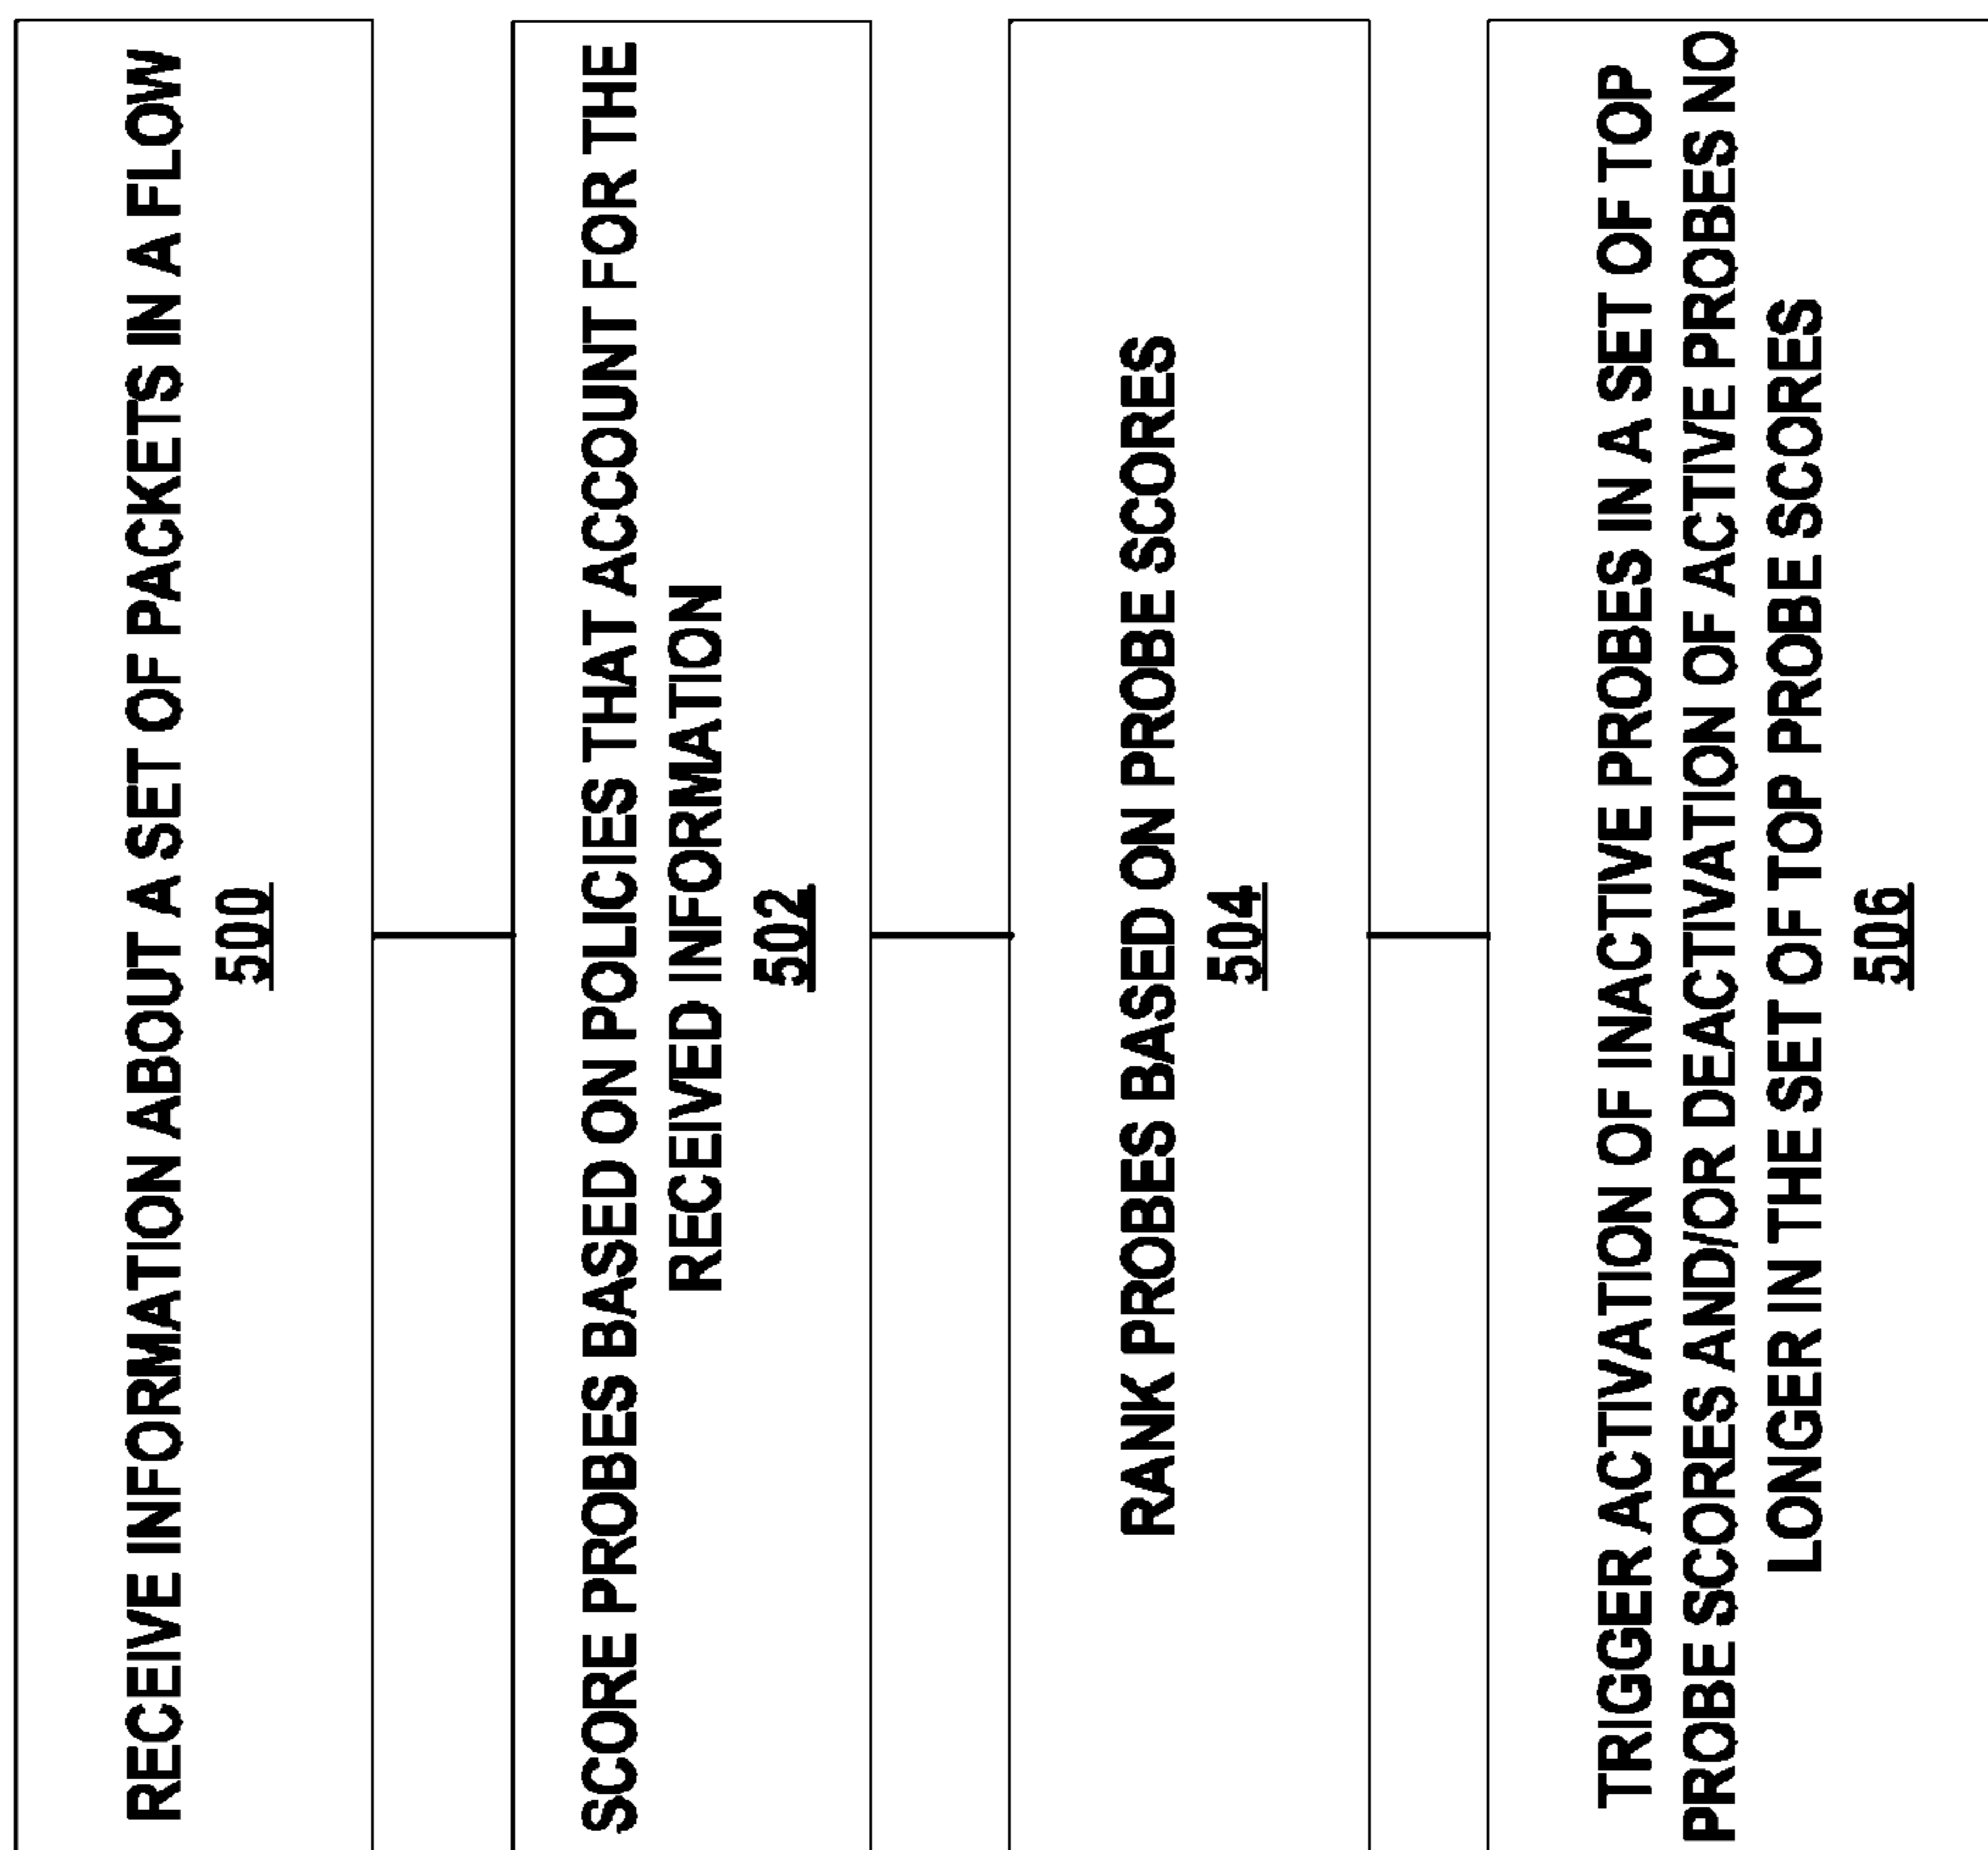 RECEIVE INFORMATION ABOUT A SET OF PACKETS IN A FLOW
500
SCORE PROBES BASED ON POLICIES THAT ACCOUNT FOR THE
RECEIVED INFORMATION
502
RANK PROBES BASED ON PROBE SCORES
504
TRIGGER ACTIVATION OF INACTIVE PROBES IN A SET OF TOP
PROBE SCORES AND/OR DEACTIVATION OF ACTIVE PROBES NO
LONGER IN THE SET OF TOP PROBE SCORES
506